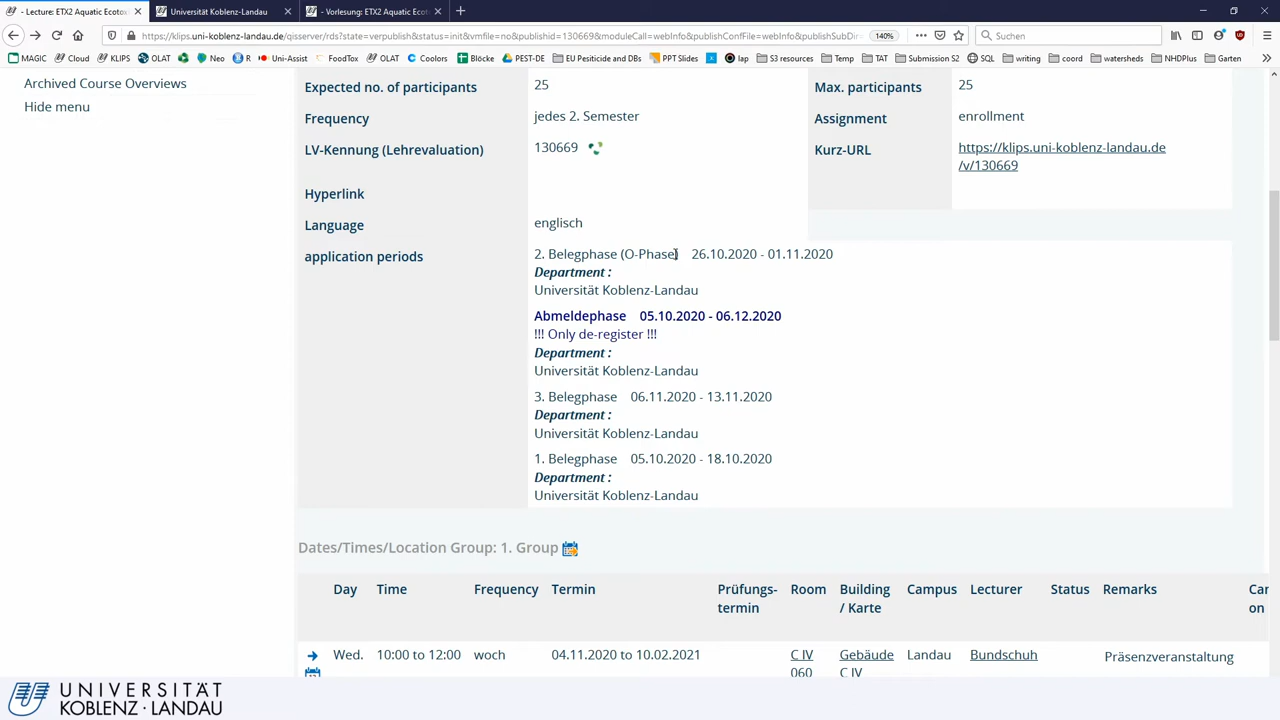 - Lecture: ETX2 Aquatic Ecotox
Universität Koblenz-Landau
- Vorlesung: ETX2 Aquatic Ecotox
https://klips.uni-koblenz-landau.de/qisserver/rds?state=verpublish&status=init&vmfile=no&publishid=130669&moduleCall=webInfo&publishConfFile=webInfo&publishSubDir
140%
Suchen
MAGIC
Cloud
KLIPS
OLAT
Neo
R
Uni-Assist
FoodTox
OLAT
Coolors
Blöcke
PEST-DE
EU Pesticide and DBs
PPT Slides
lap
S3 resources
Temp
TAT
Submission S2
SQL
writing
coord
watersheds
NHDPlus
Garten
Archived Course Overviews
Hide menu
Expected no. of participants 25 Max. participants 25
Frequency jedes 2. Semester Assignment enrollment
LV-Kennung (Lehrevaluation) 130669 Kurz-URL https://klips.uni-koblenz-landau.de
/v/130669
Hyperlink
Language englisch
application periods 2. Belegphase (O-Phase) 26.10.2020 - 01.11.2020
Department :
Universität Koblenz-Landau
Abmeldephase 05.10.2020 - 06.12.2020
!!! Only de-register !!!
Department :
Universität Koblenz-Landau
3. Belegphase 06.11.2020 - 13.11.2020
Department :
Universität Koblenz-Landau
1. Belegphase 05.10.2020 - 18.10.2020
Department :
Universität Koblenz-Landau
Dates/Times/Location Group: 1. Group
Day Time Frequency Termin Prüfungs- Room Building Campus Lecturer Status Remarks Can
termin / Karte on
Wed. 10:00 to 12:00 woch 04.11.2020 to 10.02.2021 C IV Gebäude Landau Bundschuh Präsenzveranstaltung
060 C IV
UNIVERSITÄT
KOBLENZ · LANDAU